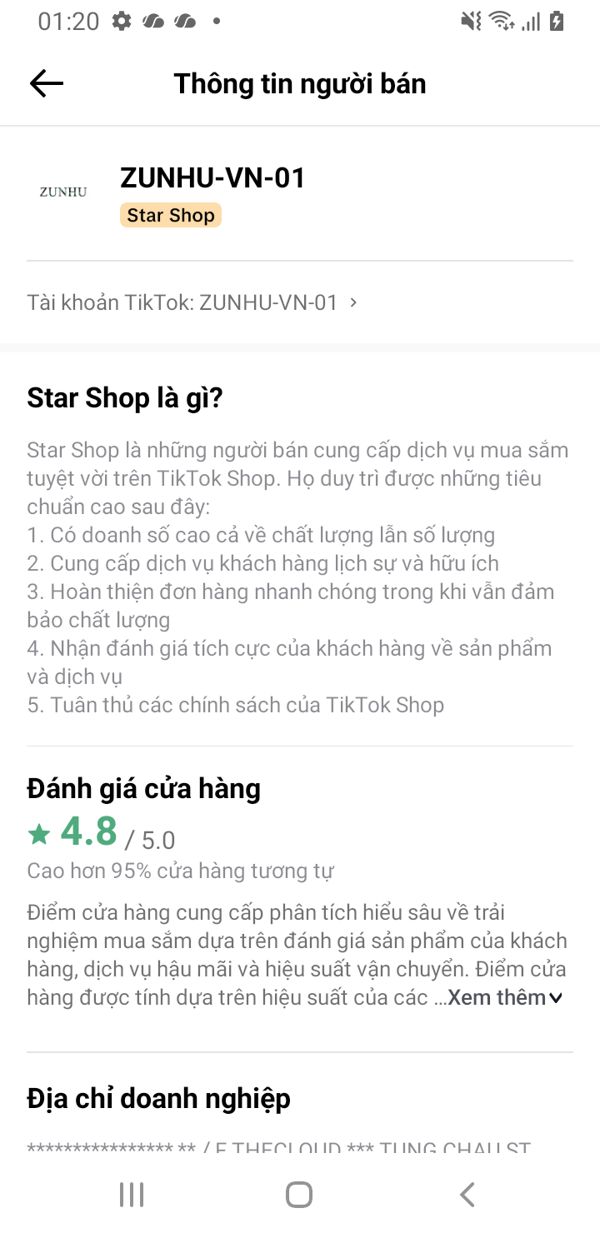 01:20
Thông tin người bán
ZUNHU
ZUNHU-VN-01
Star Shop
Tài khoản TikTok: ZUNHU-VN-01 >
Star Shop là gì?
Star Shop là những người bán cung cấp dịch vụ mua sắm
tuyệt vời trên TikTok Shop. Họ duy trì được những tiêu
chuẩn cao sau đây:
1. Có doanh số cao cả về chất lượng lẫn số lượng
2. Cung cấp dịch vụ khách hàng lịch sự và hữu ích
3. Hoàn thiện đơn hàng nhanh chóng trong khi vẫn đảm
bảo chất lượng
4. Nhận đánh giá tích cực của khách hàng về sản phẩm
và dịch vụ
5. Tuân thủ các chính sách của TikTok Shop
Đánh giá cửa hàng
4.8 / 5.0
Cao hơn 95% cửa hàng tương tự
Điểm cửa hàng cung cấp phân tích hiểu sâu về trải
nghiệm mua sắm dựa trên đánh giá sản phẩm của khách
hàng, dịch vụ hậu mãi và hiệu suất vận chuyển. Điểm cửa
hàng được tính dựa trên hiệu suất của các ...Xem thêm
Địa chỉ doanh nghiệp
**************** ** / F THECLOUD *** TUNG CHAU ST